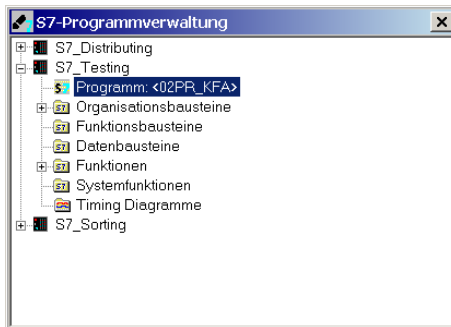 S7-Programmverwaltung
S7_Distributing
S7_Testing
Programm: <02PR_KFA>
Organisationsbausteine
Funktionsbausteine
Datenbausteine
Funktionen
Systemfunktionen
Timing Diagramme
S7_Sorting